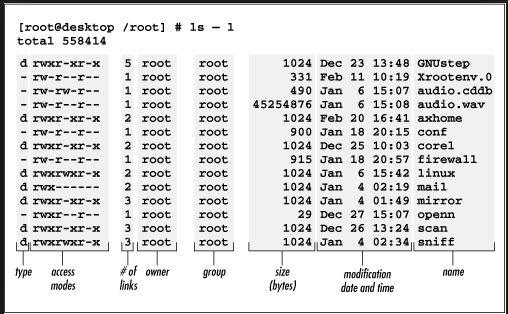 [root@desktop /root] # ls – l
total 558414
d rwxr-xr-x 5 root root 1024 Dec 23 13:48 GNUstep
- rw-r--r-- 1 root root 331 Feb 11 10:19 Xrootenv.0
- rw-rw-r-- 1 root root 490 Jan 6 15:07 audio.cddb
- rw-r--r-- 1 root root 45254876 Jan 6 15:08 audio.wav
d rwxr-xr-x 2 root root 1024 Feb 20 16:41 axhome
- rw-r--r-- 1 root root 900 Jan 18 20:15 conf
d rwxr-xr-x 2 root root 1024 Dec 25 10:03 corel
- rw-r--r-- 1 root root 915 Jan 18 20:57 firewall
d rwxrwxr-x 2 root root 1024 Jan 6 15:42 linux
d rwx------ 2 root root 1024 Jan 4 02:19 mail
d rwxr-xr-x 3 root root 1024 Jan 4 01:49 mirror
- rwxr--r-- 1 root root 29 Dec 27 15:07 openn
d rwxr-xr-x 3 root root 1024 Dec 26 13:24 scan
d rwxrwxr-x 3 root root 1024 Jan 4 02:34 sniff
type access # of owner group size modification name
modes links (bytes) date and time